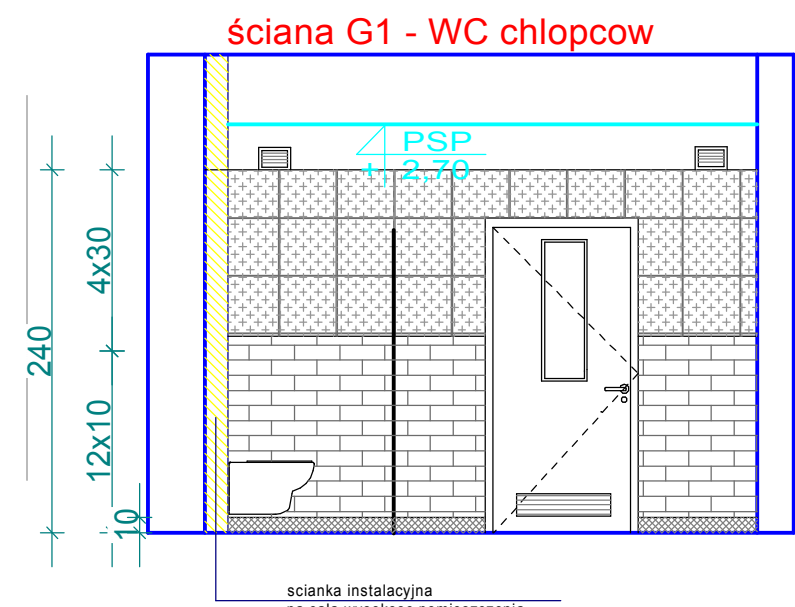 ściana G1 - WC chlopcow
PSP
+ 2,70
4x30
240
12x10
10
scianka instalacyjna